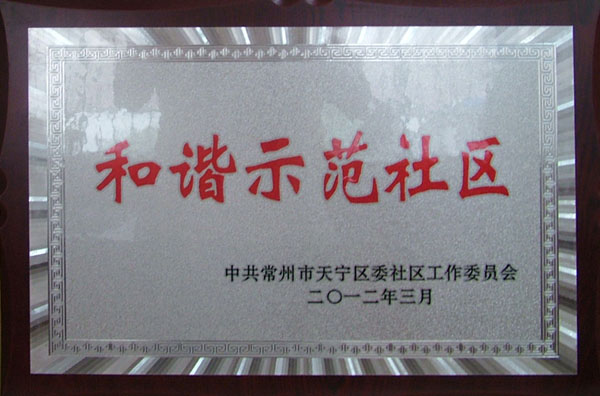 和谐示范社区
中共常州市天宁区委社区工作委员会
二〇一二年三月